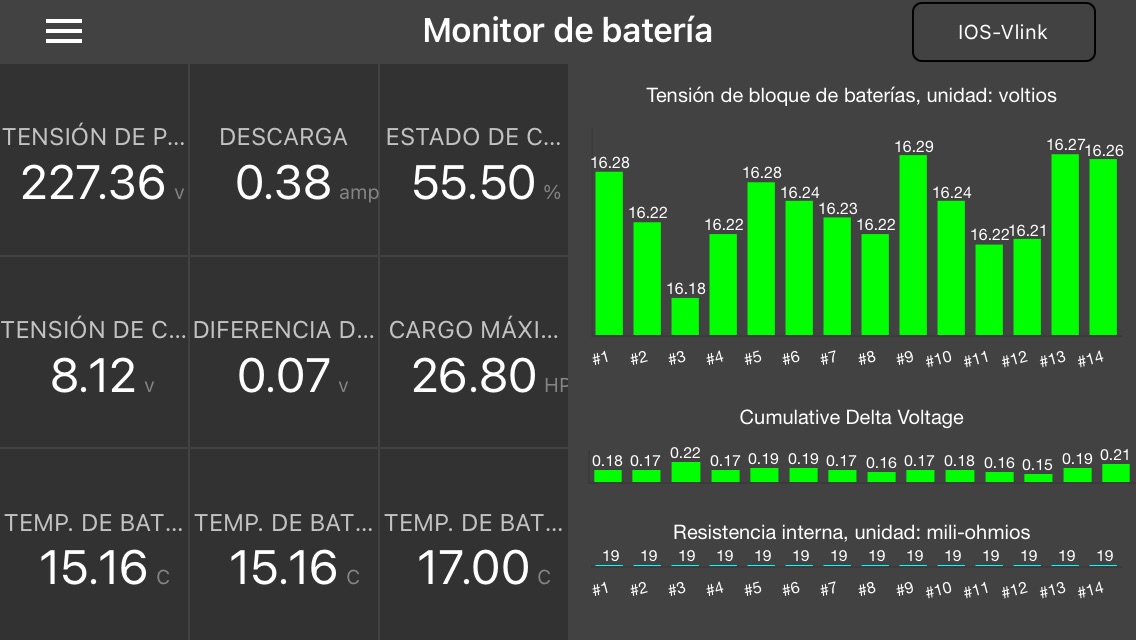 Monitor de batería
IOS-Vlink
TENSIÓN DE P...
227.36 v
DESCARGA
0.38 amp
ESTADO DE C...
55.50 %
TENSIÓN DE C...
8.12 v
DIFERENCIA D...
0.07 v
CARGO MÁXI...
26.80 HP
TEMP. DE BAT...
15.16 C
TEMP. DE BAT...
15.16 C
TEMP. DE BAT...
17.00 C
Tensión de bloque de baterías, unidad: voltios
16.28 16.22 16.18 16.22 16.28 16.24 16.23 16.22 16.29 16.24 16.22 16.21 16.27 16.26
#1 #2 #3 #4 #5 #6 #7 #8 #9 #10 #11 #12 #13 #14
Cumulative Delta Voltage
0.18 0.17 0.22 0.17 0.19 0.19 0.17 0.16 0.17 0.18 0.16 0.15 0.19 0.21
Resistencia interna, unidad: mili-ohmios
19 19 19 19 19 19 19 19 19 19 19 19 19 19
#1 #2 #3 #4 #5 #6 #7 #8 #9 #10 #11 #12 #13 #14